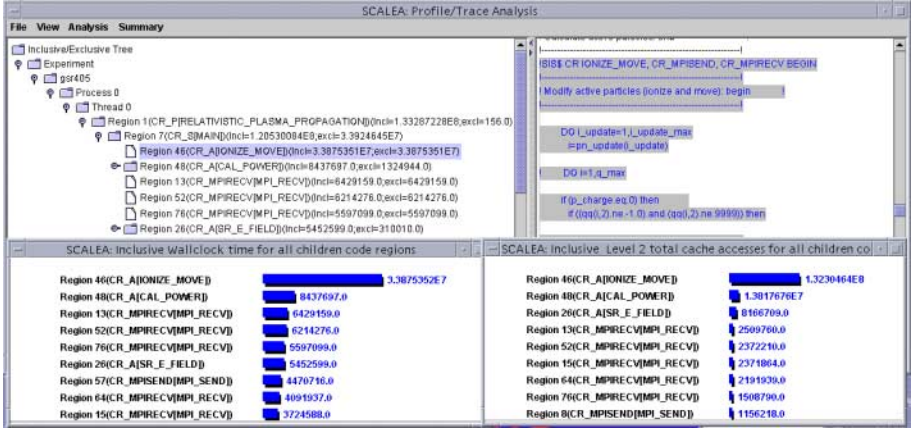 SCALEA: Profile/Trace Analysis
File View Analysis Summary
Inclusive/Exclusive Tree
Experiment
gsr405
Process 0
Thread 0
Region 1(CR_P[RELATIVISTIC_PLASMA_PROPAGATION])(Incl=1.33287228E8;excl=156.0)
Region 7(CR_S[MAIN])(Incl=1.20530084E8;excl=3.3924645E7)
Region 46(CR_A[IONIZE_MOVE])(Incl=3.3875351E7;excl=3.3875351E7)
Region 48(CR_A[CAL_POWER])(Incl=8437697.0;excl=1324944.0)
Region 13(CR_MPIRECV[MPI_RECV])(Incl=6429159.0;excl=6429159.0)
Region 52(CR_MPIRECV[MPI_RECV])(Incl=6214276.0;excl=6214276.0)
Region 76(CR_MPIRECV[MPI_RECV])(Incl=5597099.0;excl=5597099.0)
Region 26(CR_A[SR_E_FIELD])(Incl=5452599.0;excl=310010.0)
!SIS$ CR IONIZE_MOVE, CR_MPISEND, CR_MPIRECV BEGIN
! Modify active particles (ionize and move): begin !
DO i_update=1,i_update_max
i=pn_update(i_update)
! DO i=1,q_max
if (p_charge.eq.0) then
if ((qq(i,2).ne.-1.0) and (qq(i,2).ne.9999)) then
SCALEA: Inclusive Wallclock time for all children code regions
Region 46(CR_A[IONIZE_MOVE]) 3.3875352E7
Region 48(CR_A[CAL_POWER]) 8437697.0
Region 13(CR_MPIRECV[MPI_RECV]) 6429159.0
Region 52(CR_MPIRECV[MPI_RECV]) 6214276.0
Region 76(CR_MPIRECV[MPI_RECV]) 5597099.0
Region 26(CR_A[SR_E_FIELD]) 5452599.0
Region 57(CR_MPISEND[MPI_SEND]) 4470716.0
Region 64(CR_MPIRECV[MPI_RECV]) 4091937.0
Region 15(CR_MPIRECV[MPI_RECV]) 3724588.0
SCALEA: Inclusive Level 2 total cache accesses for all children co
Region 46(CR_A[IONIZE_MOVE]) 1.3230464E8
Region 48(CR_A[CAL_POWER]) 1.3817676E7
Region 26(CR_A[SR_E_FIELD]) 8166709.0
Region 13(CR_MPIRECV[MPI_RECV]) 2509760.0
Region 52(CR_MPIRECV[MPI_RECV]) 2372210.0
Region 15(CR_MPIRECV[MPI_RECV]) 2371864.0
Region 64(CR_MPIRECV[MPI_RECV]) 2191939.0
Region 76(CR_MPIRECV[MPI_RECV]) 1508790.0
Region 8(CR_MPISEND[MPI_SEND]) 1156218.0